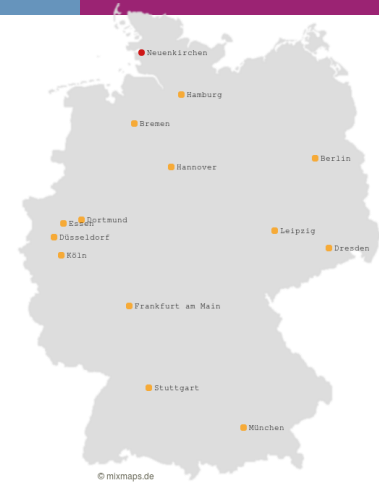 Neuenkirchen
Hamburg
Bremen
Berlin
Hannover
Dortmund
Essen
Leipzig
Düsseldorf
Dresden
Köln
Frankfurt am Main
Stuttgart
München
© mixmaps.de